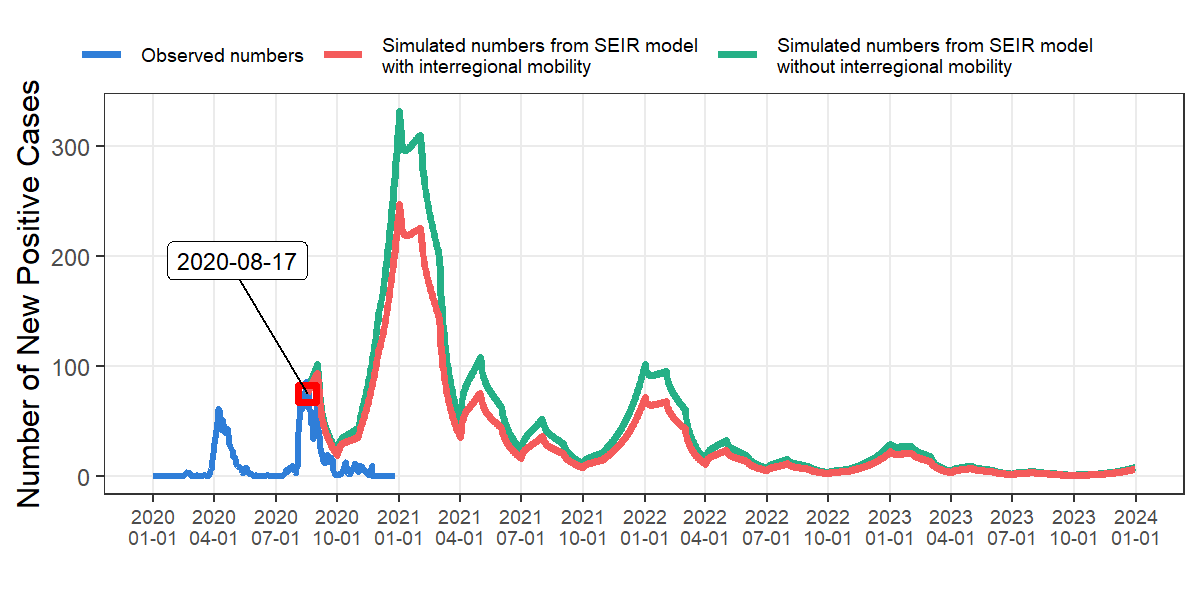 Observed numbers
Simulated numbers from SEIR model
with interregional mobility
Simulated numbers from SEIR model
without interregional mobility
Number of New Positive Cases
300
200
100
0
2020-08-17
2020 2020 2020 2020 2021 2021 2021 2021 2022 2022 2022 2022 2023 2023 2023 2023 2024
01-01 04-01 07-01 10-01 01-01 04-01 07-01 10-01 01-01 04-01 07-01 10-01 01-01 04-01 07-01 10-01 01-01